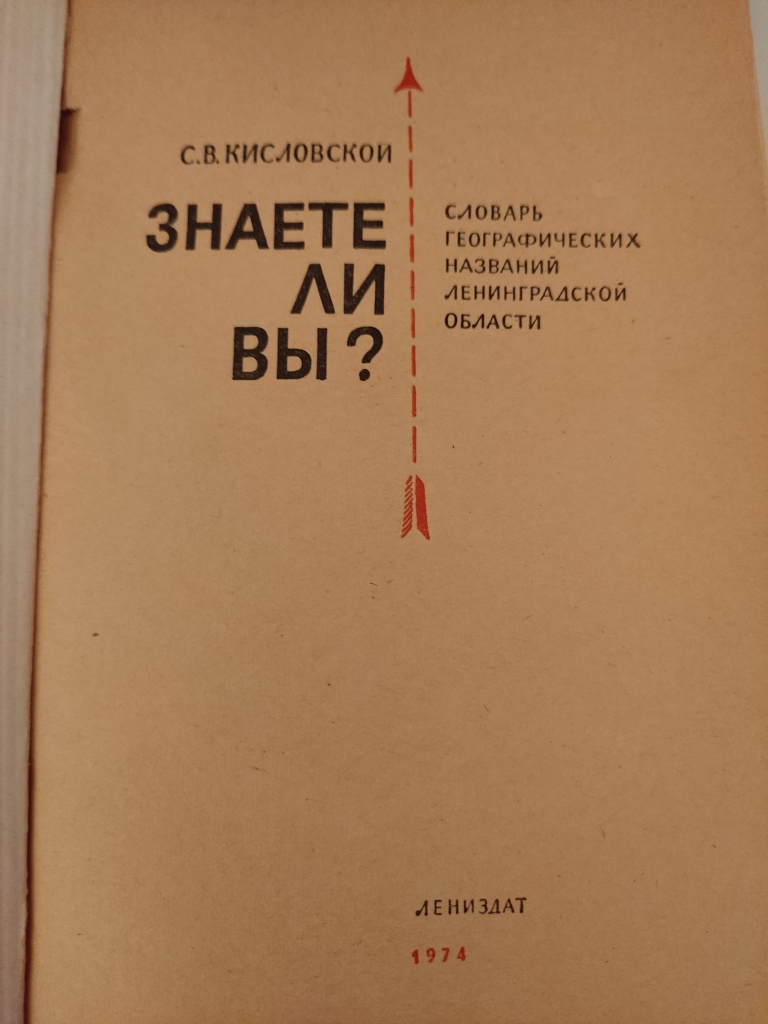 С.В.КИСЛОВСКОЙ
ЗНАЕТЕ
ЛИ
ВЫ?
СЛОВАРЬ
ГЕОГРАФИЧЕСКИХ
НАЗВАНИЙ
ЛЕНИНГРАДСКОЙ
ОБЛАСТИ
ЛЕНИЗДАТ
1974